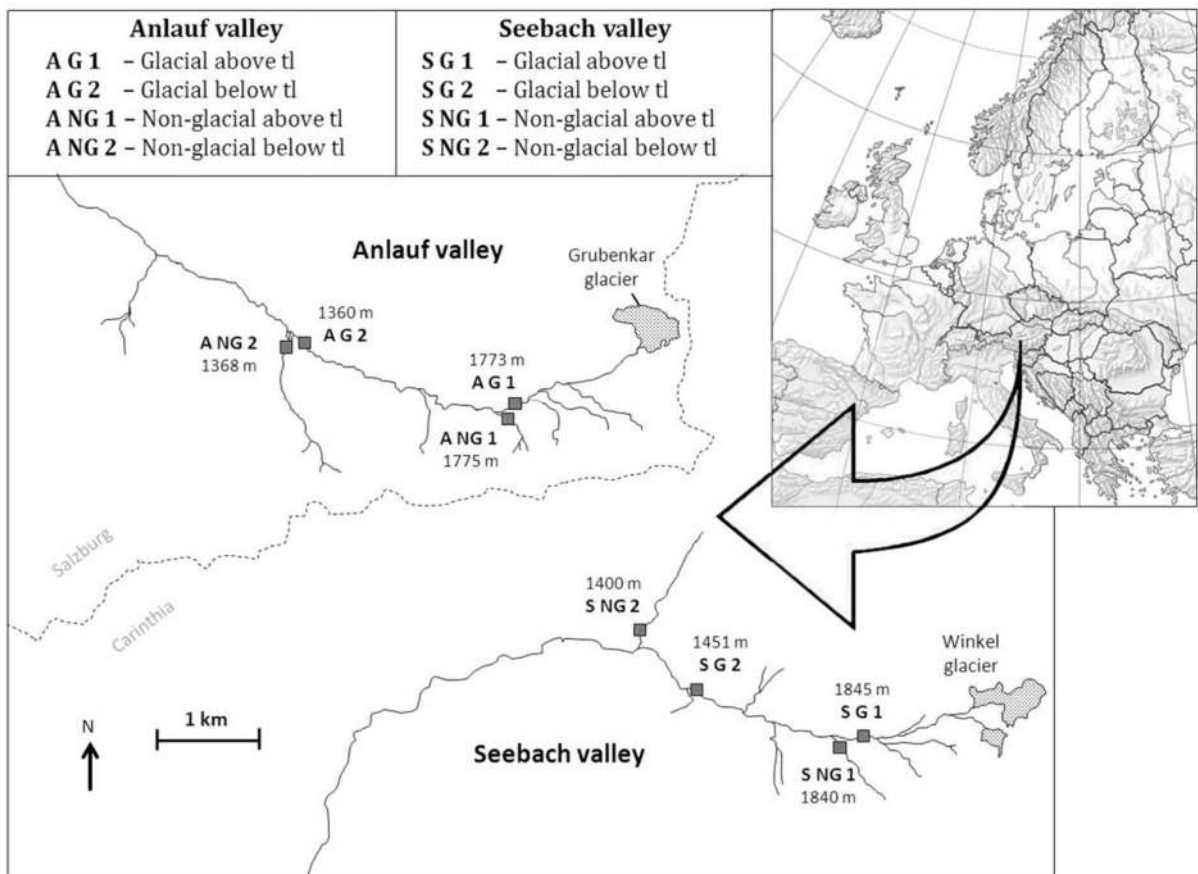 Anlauf valley
A G 1 – Glacial above tl
A G 2 – Glacial below tl
A NG 1 – Non-glacial above tl
A NG 2 – Non-glacial below tl
Seebach valley
S G 1 – Glacial above tl
S G 2 – Glacial below tl
S NG 1 – Non-glacial above tl
S NG 2 – Non-glacial below tl
Anlauf valley
Grubenkar
glacier
1360 m
A G 2
A NG 2
1368 m
1773 m
A G 1
A NG 1
1775 m
Salzburg
Carinthia
1400 m
S NG 2
1451 m
S G 2
Winkel
glacier
1845 m
S G 1
S NG 1
1840 m
N
1 km
Seebach valley